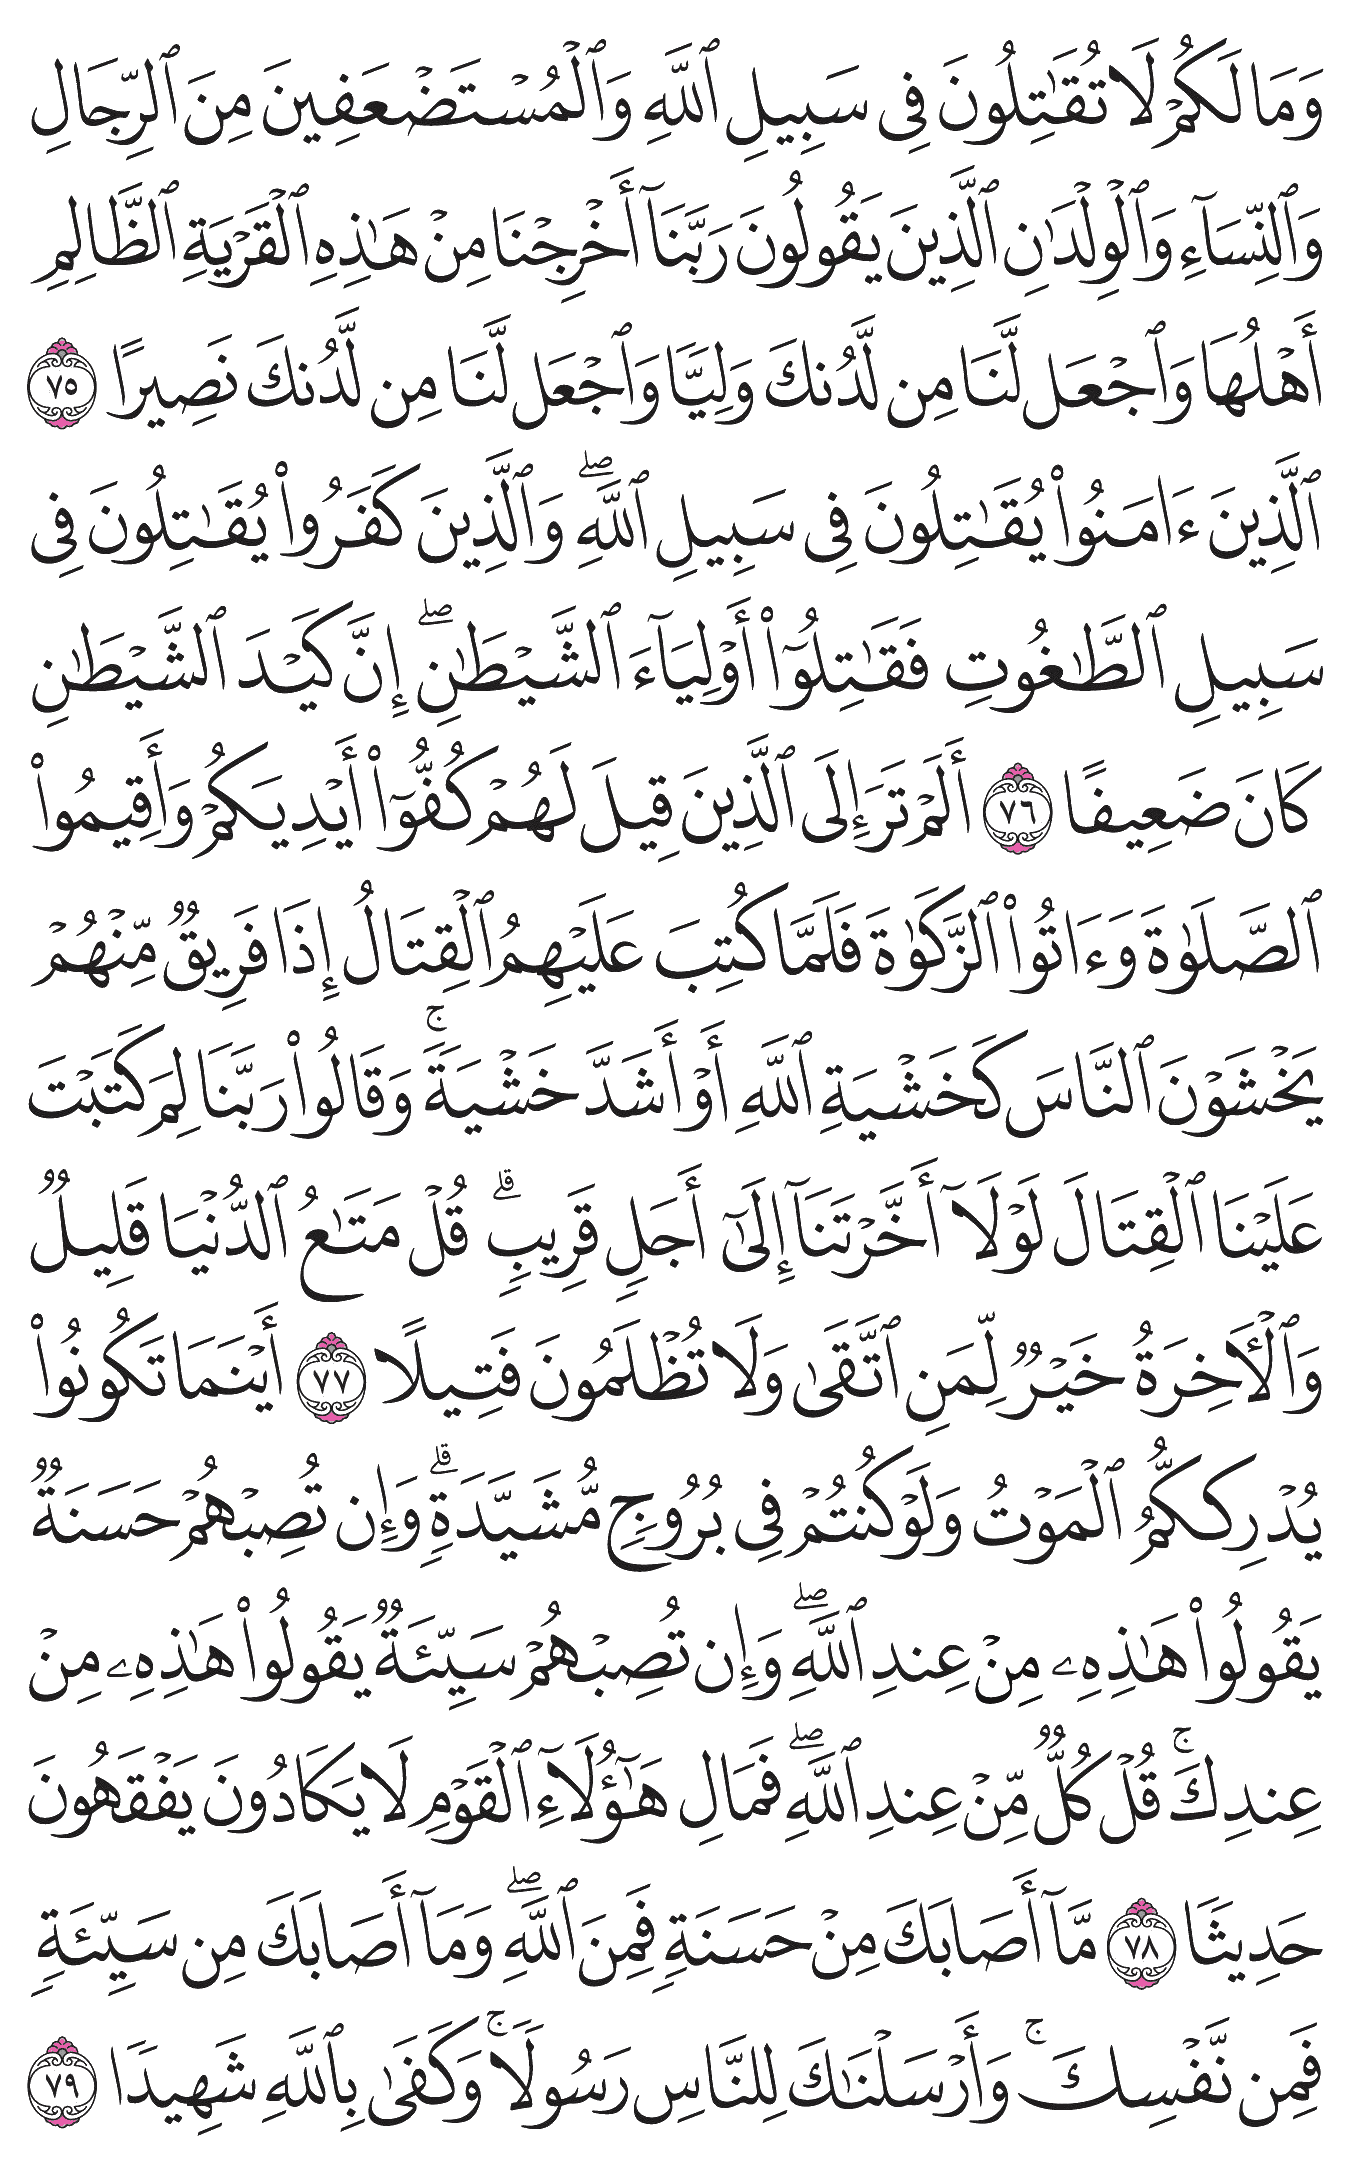 وَمَا لَكُمۡ لَا تُقَٰتِلُونَ فِي سَبِيلِ ٱللَّهِ وَٱلۡمُسۡتَضۡعَفِينَ مِنَ ٱلرِّجَالِ
وَٱلنِّسَآءِ وَٱلۡوِلۡدَٰنِ ٱلَّذِينَ يَقُولُونَ رَبَّنَآ أَخۡرِجۡنَا مِنۡ هَٰذِهِ ٱلۡقَرۡيَةِ ٱلظَّالِمِ
أَهۡلُهَا وَٱجۡعَل لَّنَا مِن لَّدُنكَ وَلِيّٗا وَٱجۡعَل لَّنَا مِن لَّدُنكَ نَصِيرًا ٧٥
ٱلَّذِينَ ءَامَنُواْ يُقَٰتِلُونَ فِي سَبِيلِ ٱللَّهِۖ وَٱلَّذِينَ كَفَرُواْ يُقَٰتِلُونَ فِي
سَبِيلِ ٱلطَّٰغُوتِ فَقَٰتِلُوٓاْ أَوۡلِيَآءَ ٱلشَّيۡطَٰنِۖ إِنَّ كَيۡدَ ٱلشَّيۡطَٰنِ
كَانَ ضَعِيفًا ٧٦ أَلَمۡ تَرَ إِلَى ٱلَّذِينَ قِيلَ لَهُمۡ كُفُّوٓاْ أَيۡدِيَكُمۡ وَأَقِيمُواْ
ٱلصَّلَوٰةَ وَءَاتُواْ ٱلزَّكَوٰةَ فَلَمَّا كُتِبَ عَلَيۡهِمُ ٱلۡقِتَالُ إِذَا فَرِيقٞ مِّنۡهُمۡ
يَخۡشَوۡنَ ٱلنَّاسَ كَخَشۡيَةِ ٱللَّهِ أَوۡ أَشَدَّ خَشۡيَةٗۚ وَقَالُواْ رَبَّنَا لِمَ كَتَبۡتَ
عَلَيۡنَا ٱلۡقِتَالَ لَوۡلَآ أَخَّرۡتَنَآ إِلَىٰٓ أَجَلٖ قَرِيبٖۗ قُلۡ مَتَٰعُ ٱلدُّنۡيَا قَلِيلٞ
وَٱلۡأٓخِرَةُ خَيۡرٞ لِّمَنِ ٱتَّقَىٰ وَلَا تُظۡلَمُونَ فَتِيلًا ٧٧ أَيۡنَمَا تَكُونُواْ
يُدۡرِككُّمُ ٱلۡمَوۡتُ وَلَوۡ كُنتُمۡ فِي بُرُوجٖ مُّشَيَّدَةٖۗ وَإِن تُصِبۡهُمۡ حَسَنَةٞ
يَقُولُواْ هَٰذِهِۦ مِنۡ عِندِ ٱللَّهِۖ وَإِن تُصِبۡهُمۡ سَيِّئَةٞ يَقُولُواْ هَٰذِهِۦ مِنۡ
عِندِكَۚ قُلۡ كُلّٞ مِّنۡ عِندِ ٱللَّهِۖ فَمَالِ هَٰٓؤُلَآءِ ٱلۡقَوۡمِ لَا يَكَادُونَ يَفۡقَهُونَ
حَدِيثٗا ٧٨ مَّآ أَصَابَكَ مِنۡ حَسَنَةٖ فَمِنَ ٱللَّهِۖ وَمَآ أَصَابَكَ مِن سَيِّئَةٖ
فَمِن نَّفۡسِكَۚ وَأَرۡسَلۡنَٰكَ لِلنَّاسِ رَسُولٗاۚ وَكَفَىٰ بِٱللَّهِ شَهِيدٗا ٧٩